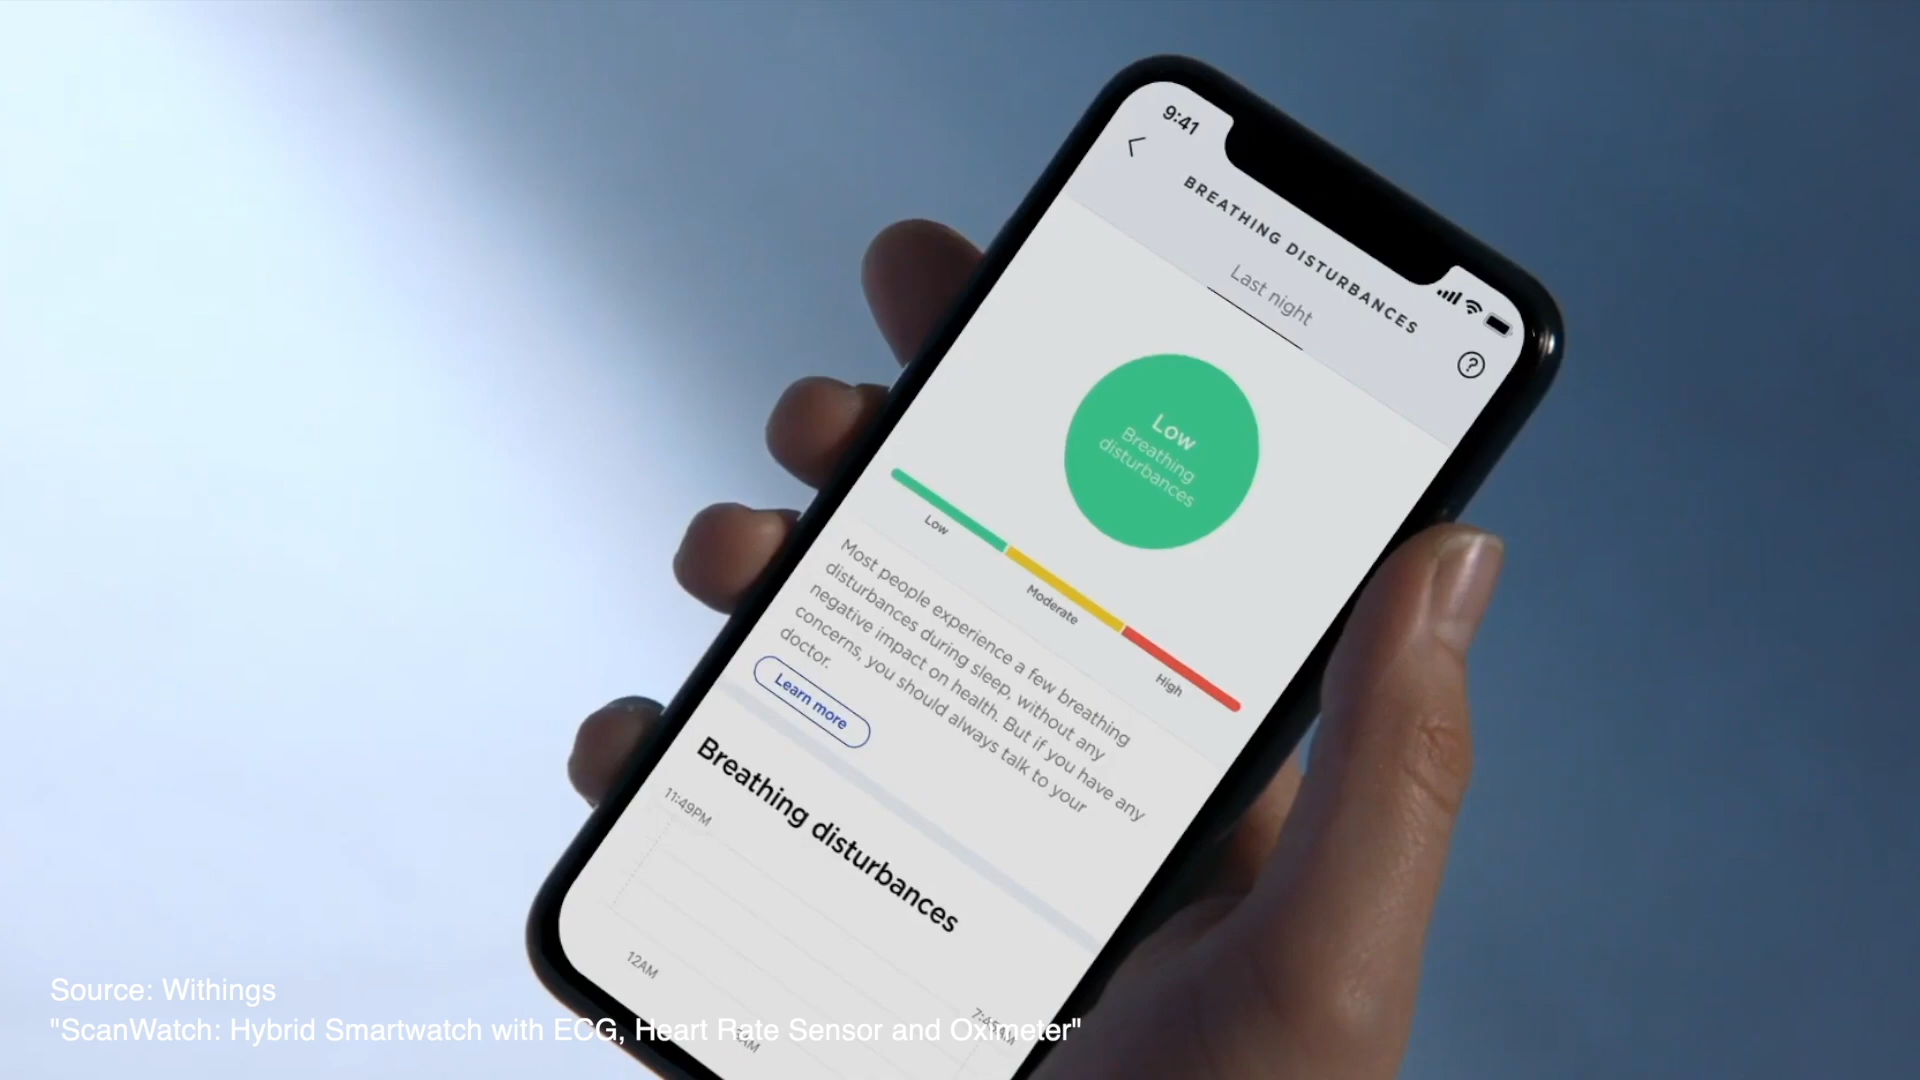 9:41
BREATHING DISTURBANCES
Last night
?
Low
Breathing
disturbances
Low
Moderate
High
Most people experience a few breathing
disturbances during sleep, without any
negative impact on health. But if you have any
concerns, you should always talk to your
doctor.
Learn more
Breathing disturbances
11:49PM
12AM
Source: Withings
"ScanWatch: Hybrid Smartwatch with ECG, Heart Rate Sensor and Oximeter"